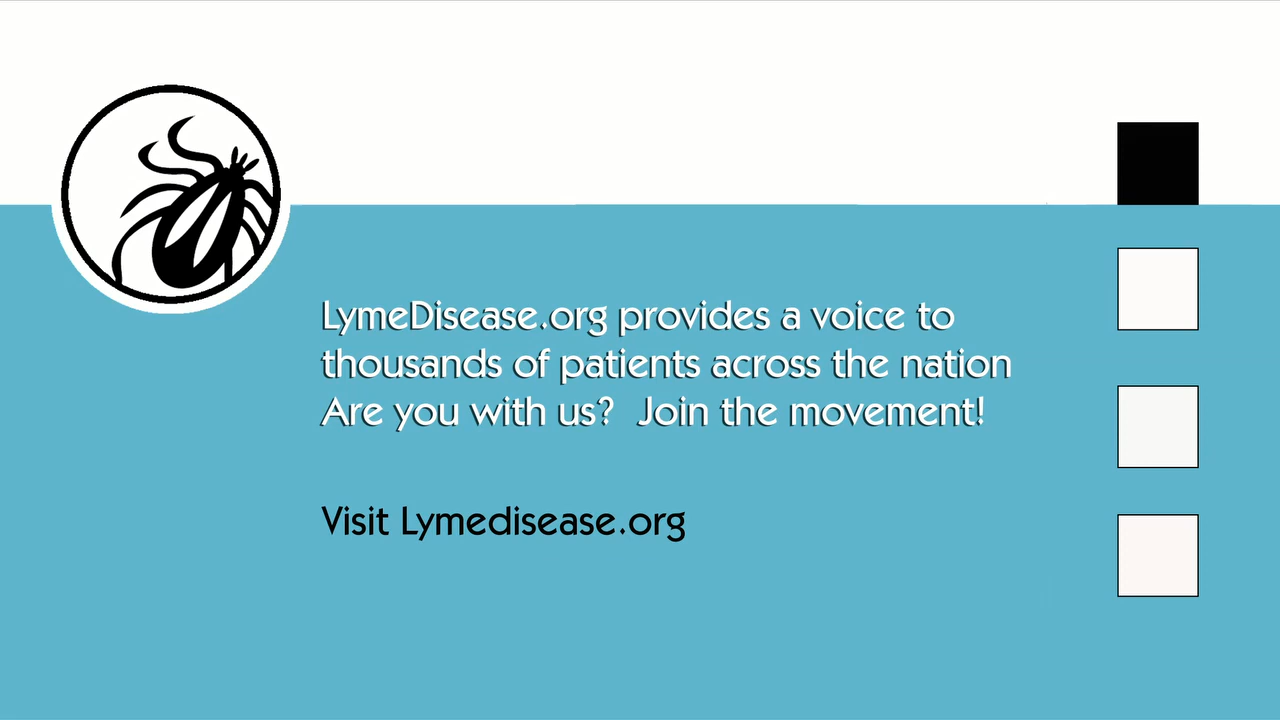 LymeDisease.org provides a voice to
thousands of patients across the nation
Are you with us?  Join the movement!
Visit Lymedisease.org